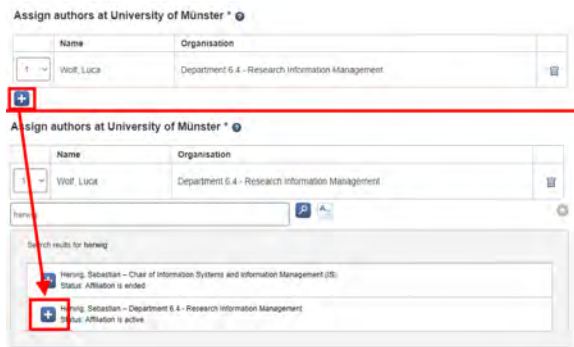 Assign authors at University of Münster *
Name Organisation
1 Wolf, Luca Department 6.4 - Research Information Management
Assign authors at University of Münster *
Name Organisation
1 Wolf, Luca Department 6.4 - Research Information Management
herwig
Search results for herwig
Herwig, Sebastian – Chair of Information Systems and Information Management (IS)
Status: Affiliation is ended
Herwig, Sebastian – Department 6.4 - Research Information Management
Status: Affiliation is active